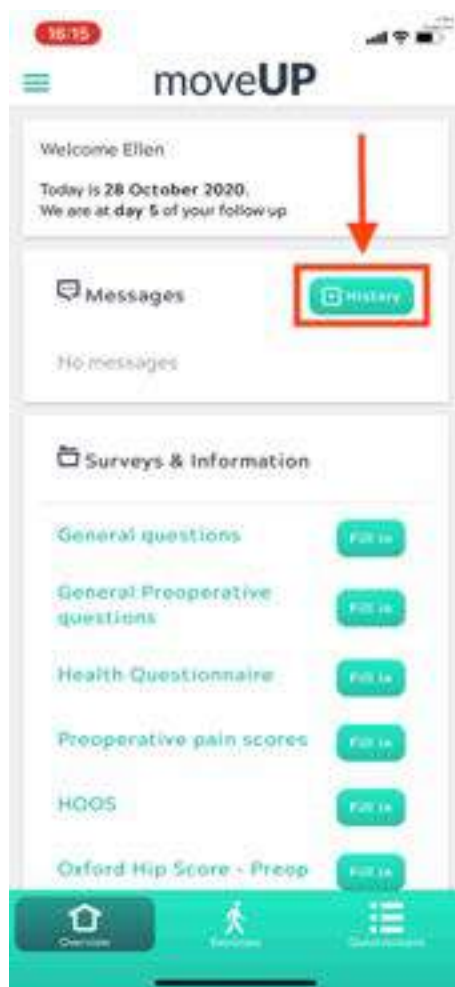 16:15
moveUP
Welcome Ellen
Today is 28 October 2020.
We are at day 5 of your follow up
Messages
History
No messages
Surveys & Information
General questions
Fill in
General Preoperative
questions
Fill in
Health Questionnaire
Fill in
Preoperative pain scores
Fill in
HOOS
Fill in
Oxford Hip Score - Preop
Fill in
Overview
Exercises